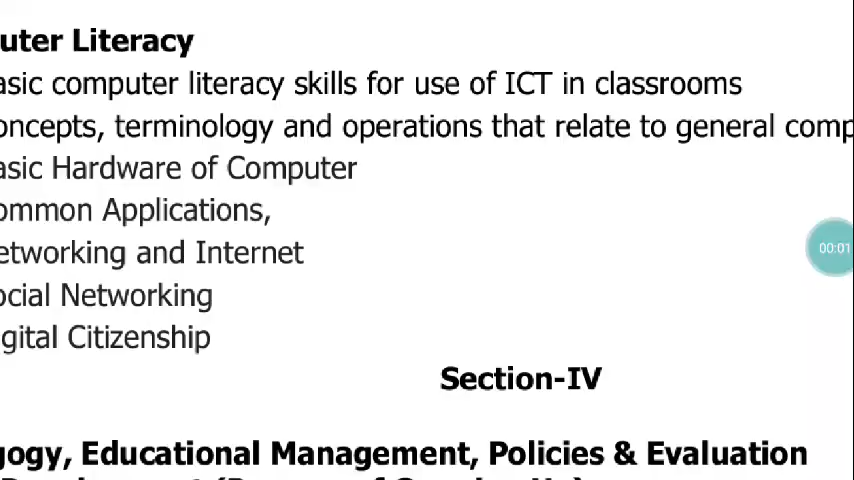 uter Literacy
asic computer literacy skills for use of ICT in classrooms
oncepts, terminology and operations that relate to general comp
asic Hardware of Computer
ommon Applications,
etworking and Internet
00:01
ocial Networking
igital Citizenship
Section-IV
gogy, Educational Management, Policies & Evaluation